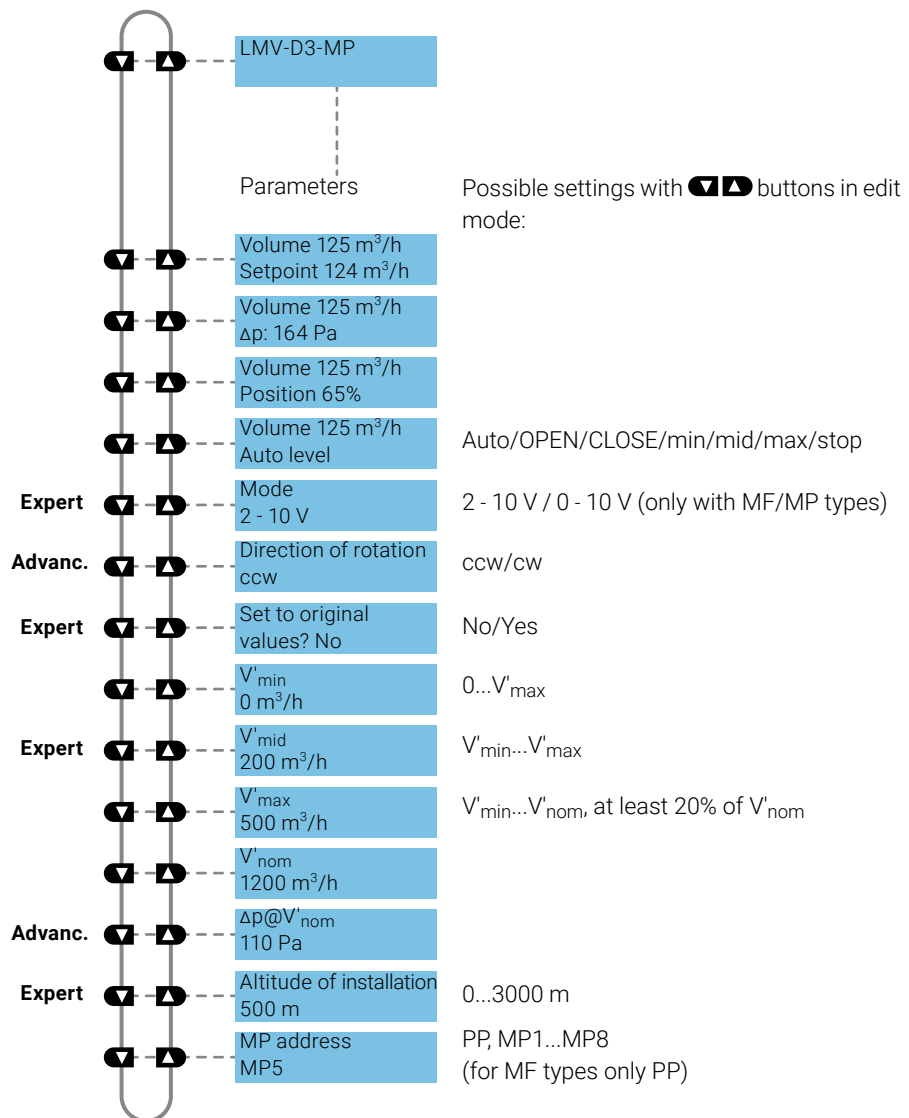 LMV-D3-MP
Parameters
Possible settings with ▼▲ buttons in edit
mode:
Volume 125 m³/h
Setpoint 124 m³/h
Volume 125 m³/h
Δp: 164 Pa
Volume 125 m³/h
Position 65%
Volume 125 m³/h
Auto level
Auto/OPEN/CLOSE/min/mid/max/stop
Expert
Mode
2 - 10 V
2 - 10 V / 0 - 10 V (only with MF/MP types)
Advanc.
Direction of rotation
ccw
ccw/cw
Expert
Set to original
values? No
No/Yes
V'min
0 m³/h
0...V'max
Expert
V'mid
200 m³/h
V'min...V'max
V'max
500 m³/h
V'min...V'nom, at least 20% of V'nom
V'nom
1200 m³/h
Advanc.
Δp@V'nom
110 Pa
Expert
Altitude of installation
500 m
0...3000 m
MP address
MP5
PP, MP1...MP8
(for MF types only PP)